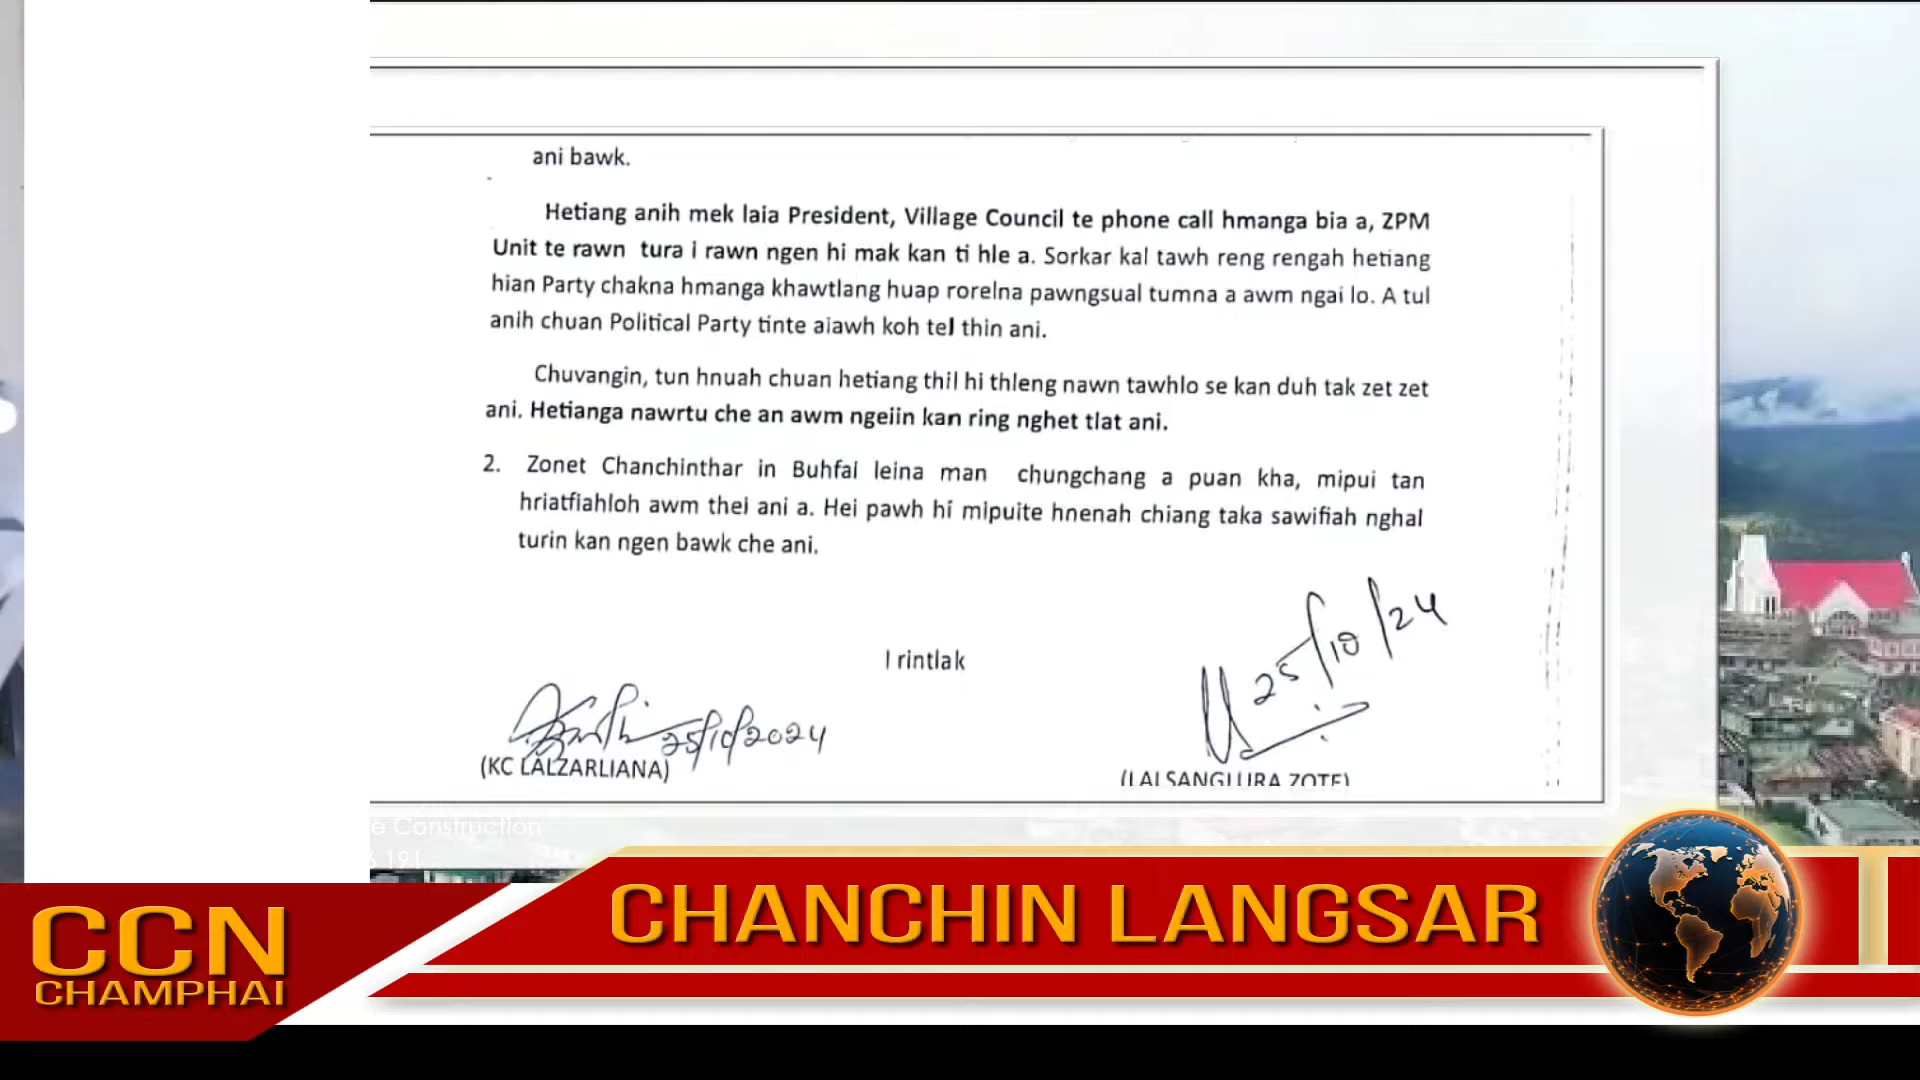 ani bawk.
Hetiang anih mek laia President, Village Council te phone call hmanga bia a, ZPM
Unit te rawn tura i rawn ngen hi mak kan ti hle a. Sorkar kal tawh reng rengah hetiang
hian Party chakna hmanga khawtlang huap rorelna pawngsual tumna a awm ngai lo. A tul
anih chuan Political Party tinte aiawh koh tel thin ani.
Chuvangin, tun hnuah chuan hetiang thil hi thleng nawn tawhlo se kan duh tak zet zet
ani. Hetianga nawrtu che an awm ngeiin kan ring nghet tlat ani.
2. Zonet Chanchinthar in Buhfai leina man chungchang a puan kha, mipui tan
hriatfiahloh awm thei ani a. Hei pawh hi mipuite hnenah chiang taka sawifiah nghal
turin kan ngen bawk che ani.
I rintlak
25/10/2024
25/10/24
(KC LALZARLIANA)
(LALSANGLURA ZOTE)
e Construction
6 191
CCN
CHAMPHAI
CHANCHIN LANGSAR